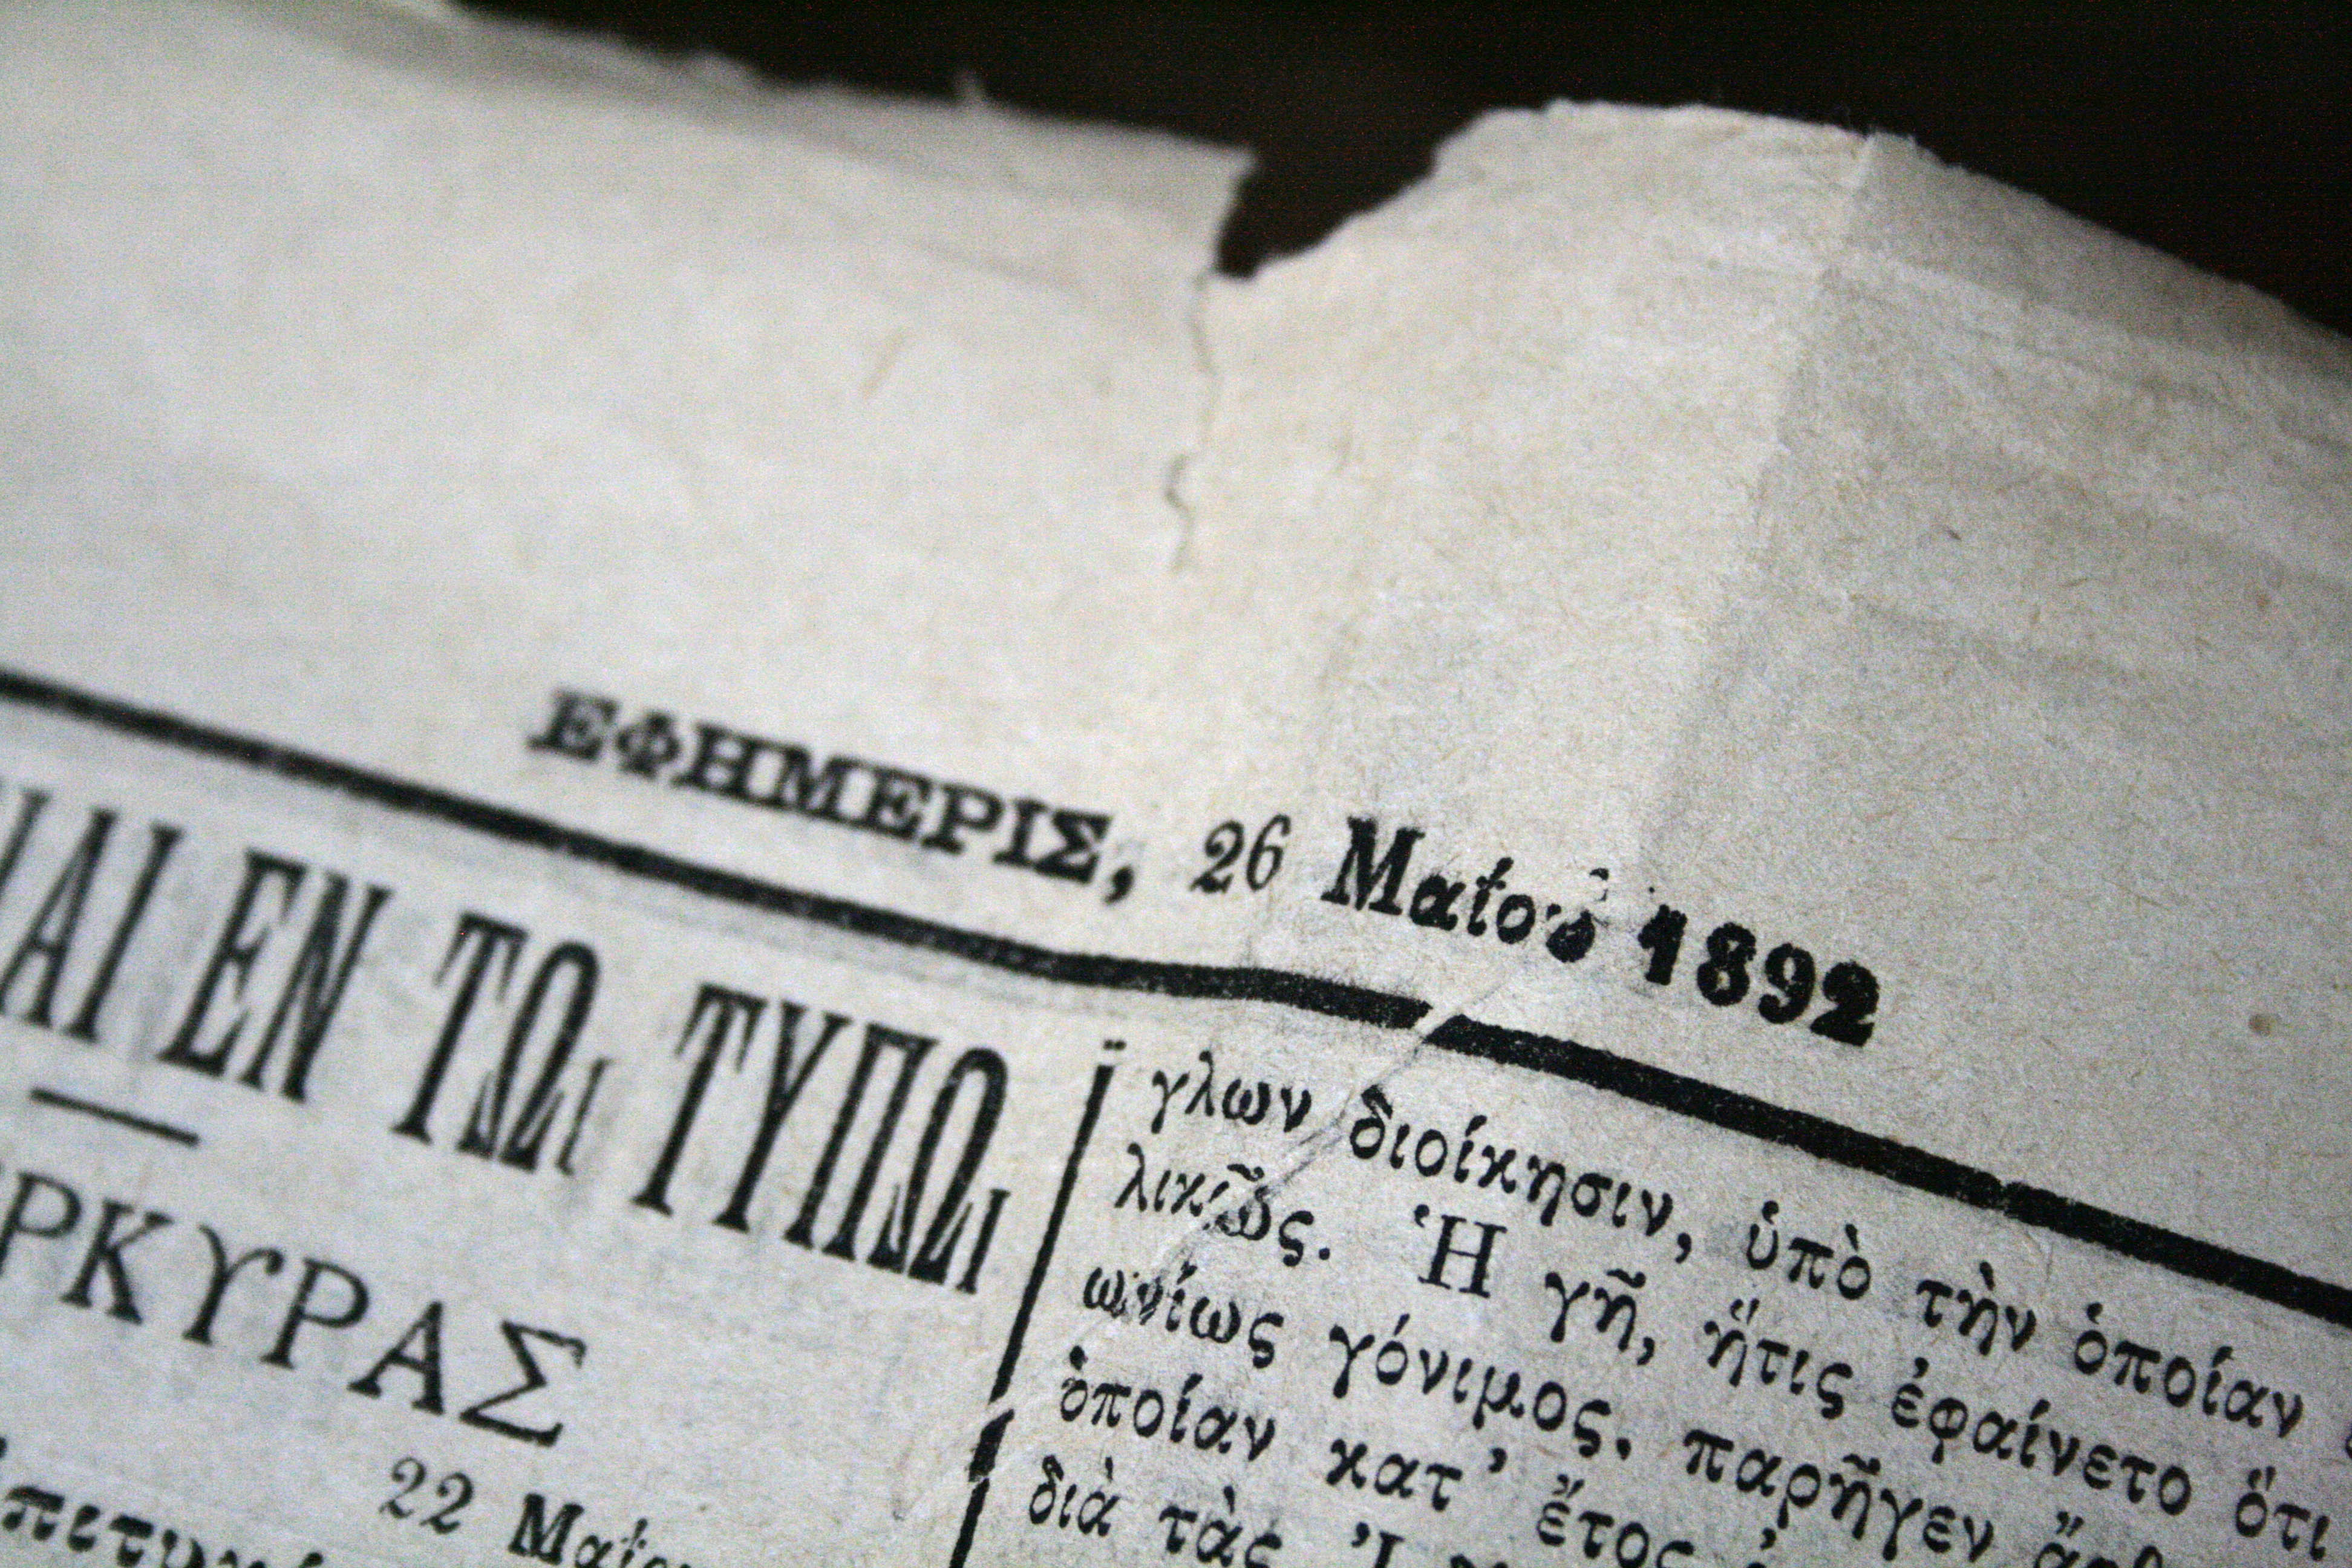 ΕΦΗΜΕΡΙΣ, 26 Μαΐου 1892
ΕΝ ΤΩι ΤΥΠΩι
ΡΚΥΡΑΣ
22 Μαΐου
γλων διοίκησιν, ὑπὸ τὴν ὁποίαν
λικῶς. Ἡ γῆ, ἥτις ἐφαίνετο ὅτι
ωνίως γόνιμος. παρῆγεν
ὁποίαν κατ' ἔτος
διὰ τὰς